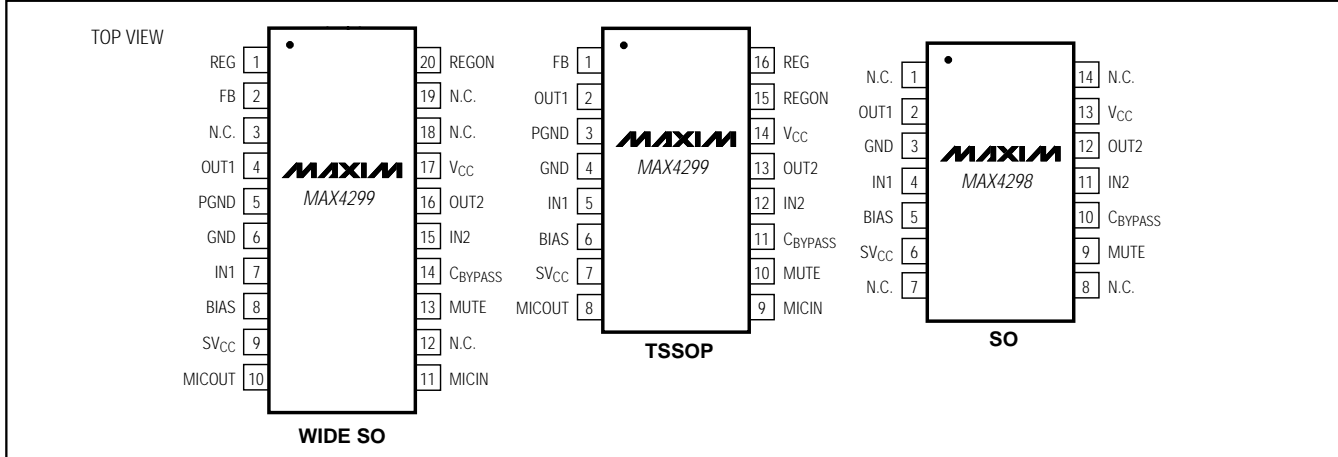 TOP VIEW
REG 1
FB 2
N.C. 3
OUT1 4
PGND 5
GND 6
IN1 7
BIAS 8
SVCC 9
MICOUT 10
20 REGON
19 N.C.
18 N.C.
17 VCC
16 OUT2
15 IN2
14 CBYPASS
13 MUTE
12 N.C.
11 MICIN
MAXIM
MAX4299
WIDE SO
FB 1
OUT1 2
PGND 3
GND 4
IN1 5
BIAS 6
SVCC 7
MICOUT 8
16 REG
15 REGON
14 VCC
13 OUT2
12 IN2
11 CBYPASS
10 MUTE
9 MICIN
MAXIM
MAX4299
TSSOP
N.C. 1
OUT1 2
GND 3
IN1 4
BIAS 5
SVCC 6
N.C. 7
14 N.C.
13 VCC
12 OUT2
11 IN2
10 CBYPASS
9 MUTE
8 N.C.
MAXIM
MAX4298
SO